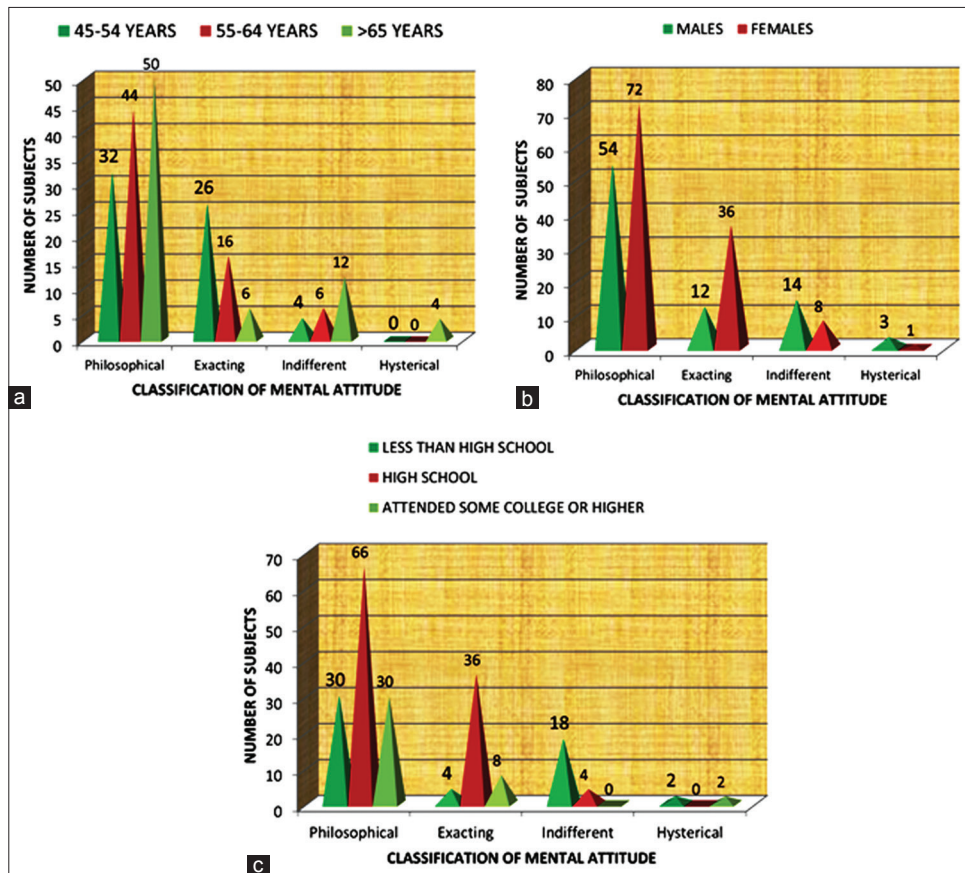 45-54 YEARS 55-64 YEARS >65 YEARS
NUMBER OF SUBJECTS
50
45
40
35
30
25
20
15
10
5
0
32 44 50
26 16 6
4 6 12
0 0 4
Philosophical Exacting Indifferent Hysterical
CLASSIFICATION OF MENTAL ATTITUDE
a
MALES FEMALES
NUMBER OF SUBJECTS
80
70
60
50
40
30
20
10
0
54 72
12 36
14 8
3 1
Philosophical Exacting Indifferent Hysterical
CLASSIFICATION OF MENTAL ATTITUDE
b
LESS THAN HIGH SCHOOL
HIGH SCHOOL
ATTENDED SOME COLLEGE OR HIGHER
NUMBER OF SUBJECTS
70
60
50
40
30
20
10
0
30 66 30
4 36 8
18 4 0
2 0 2
Philosophical Exacting Indifferent Hysterical
CLASSIFICATION OF MENTAL ATTITUDE
c